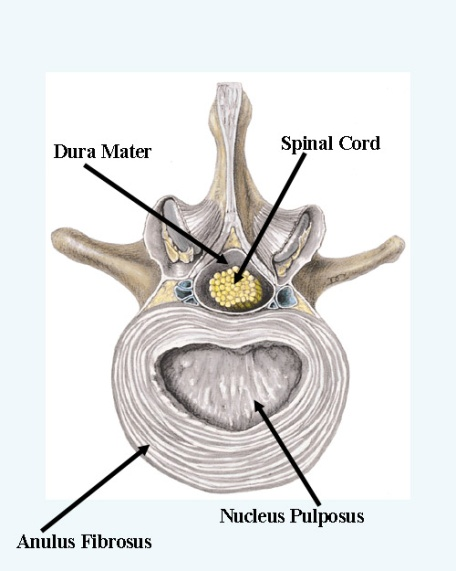 Dura Mater
Spinal Cord
Nucleus Pulposus
Anulus Fibrosus